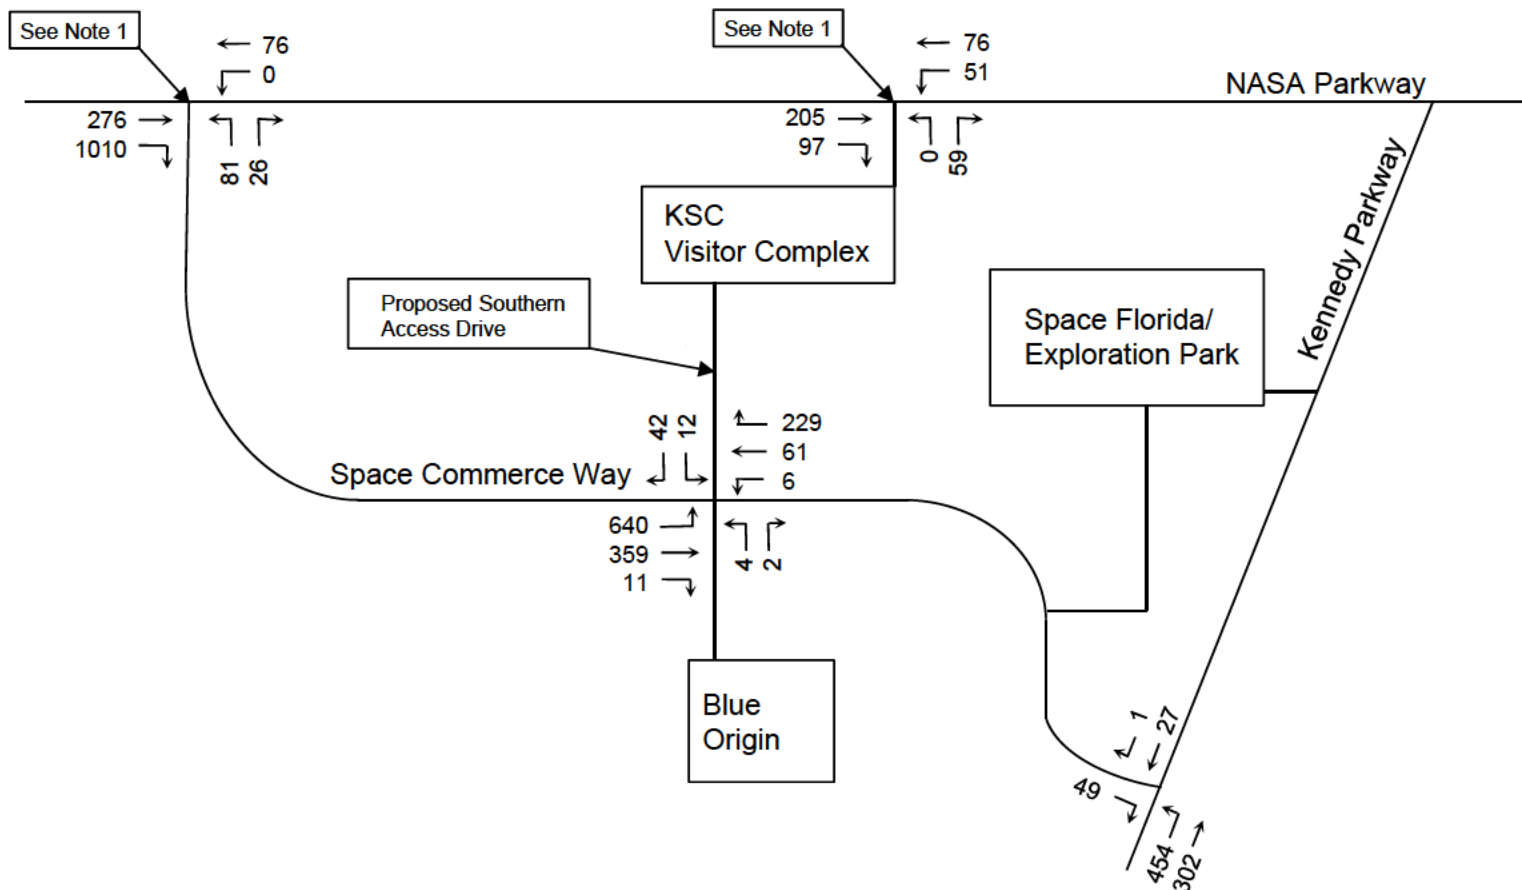 See Note 1
76
0
See Note 1
76
51
NASA Parkway
276
1010
81
26
205
97
0
59
KSC
Visitor Complex
Kennedy Parkway
Proposed Southern
Access Drive
Space Florida/
Exploration Park
42
12
229
61
6
Space Commerce Way
640
359
11
4
2
Blue
Origin
1
27
49
454
302